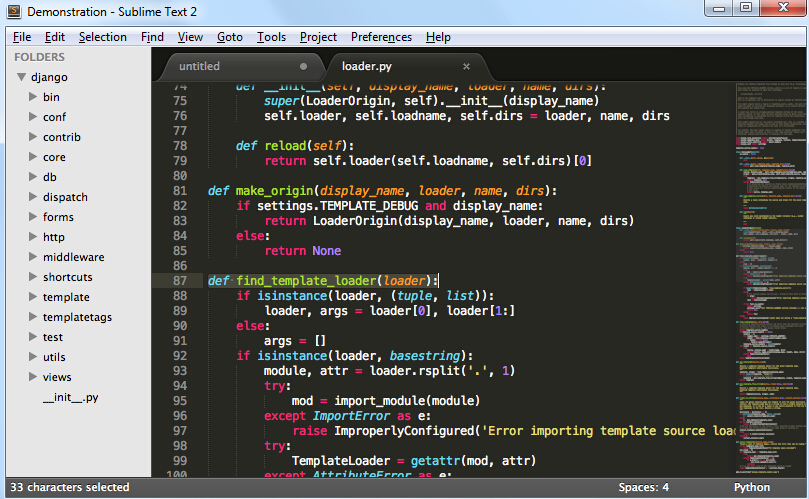 Demonstration - Sublime Text 2
File Edit Selection Find View Goto Tools Project Preferences Help
FOLDERS
django
bin
conf
contrib
core
db
dispatch
forms
http
middleware
shortcuts
template
templatetags
test
utils
views
__init__.py
untitled
loader.py
74 def __init__(self, display_name, loader, name, dirs):
75 super(LoaderOrigin, self).__init__(display_name)
76 self.loader, self.loadname, self.dirs = loader, name, dirs
77
78 def reload(self):
79 return self.loader(self.loadname, self.dirs)[0]
80
81 def make_origin(display_name, loader, name, dirs):
82 if settings.TEMPLATE_DEBUG and display_name:
83 return LoaderOrigin(display_name, loader, name, dirs)
84 else:
85 return None
86
87 def find_template_loader(loader):
88 if isinstance(loader, (tuple, list)):
89 loader, args = loader[0], loader[1:]
90 else:
91 args = []
92 if isinstance(loader, basestring):
93 module, attr = loader.rsplit('.', 1)
94 try:
95 mod = import_module(module)
96 except ImportError as e:
97 raise ImproperlyConfigured('Error importing template source loa
98 try:
99 TemplateLoader = getattr(mod, attr)
100 except AttributeError as e:
33 characters selected
Spaces: 4
Python